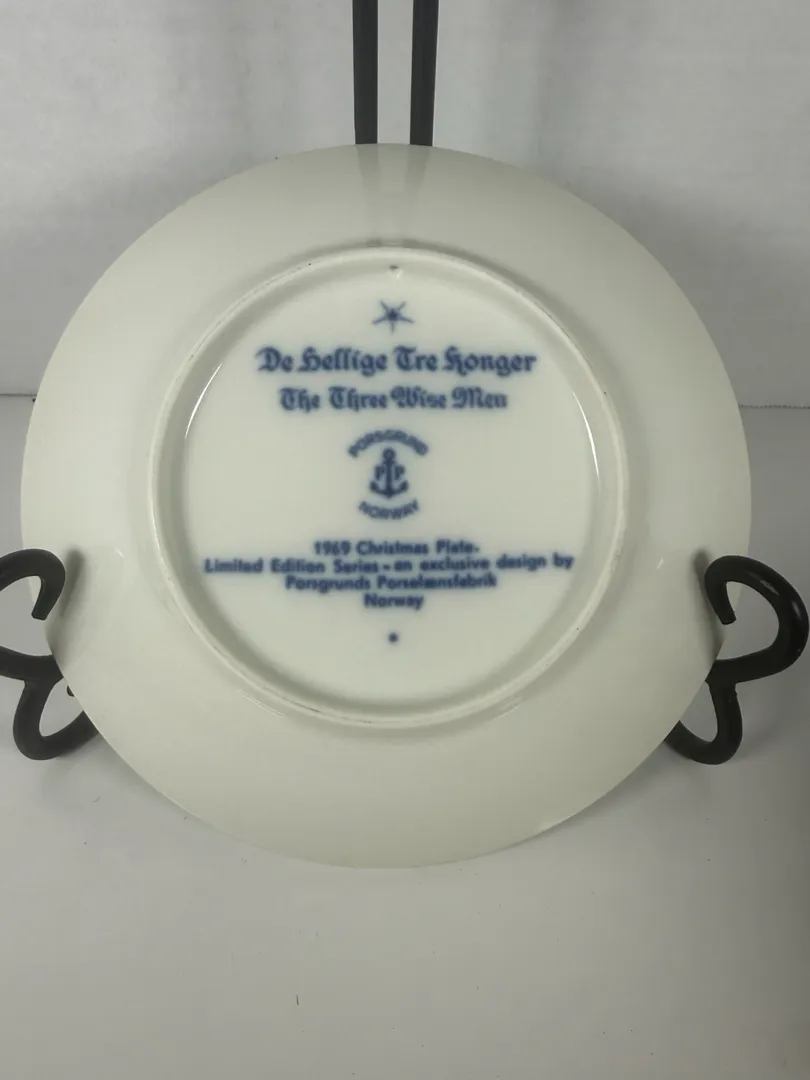 De Hellige Tre Konger
The Three Wise Men
PORSGRUND
P P
NORWAY
1969 Christmas Plate.
Limited Edition Series - an exclusive design by
Porsgrunds Porselænsfabrik
Norway